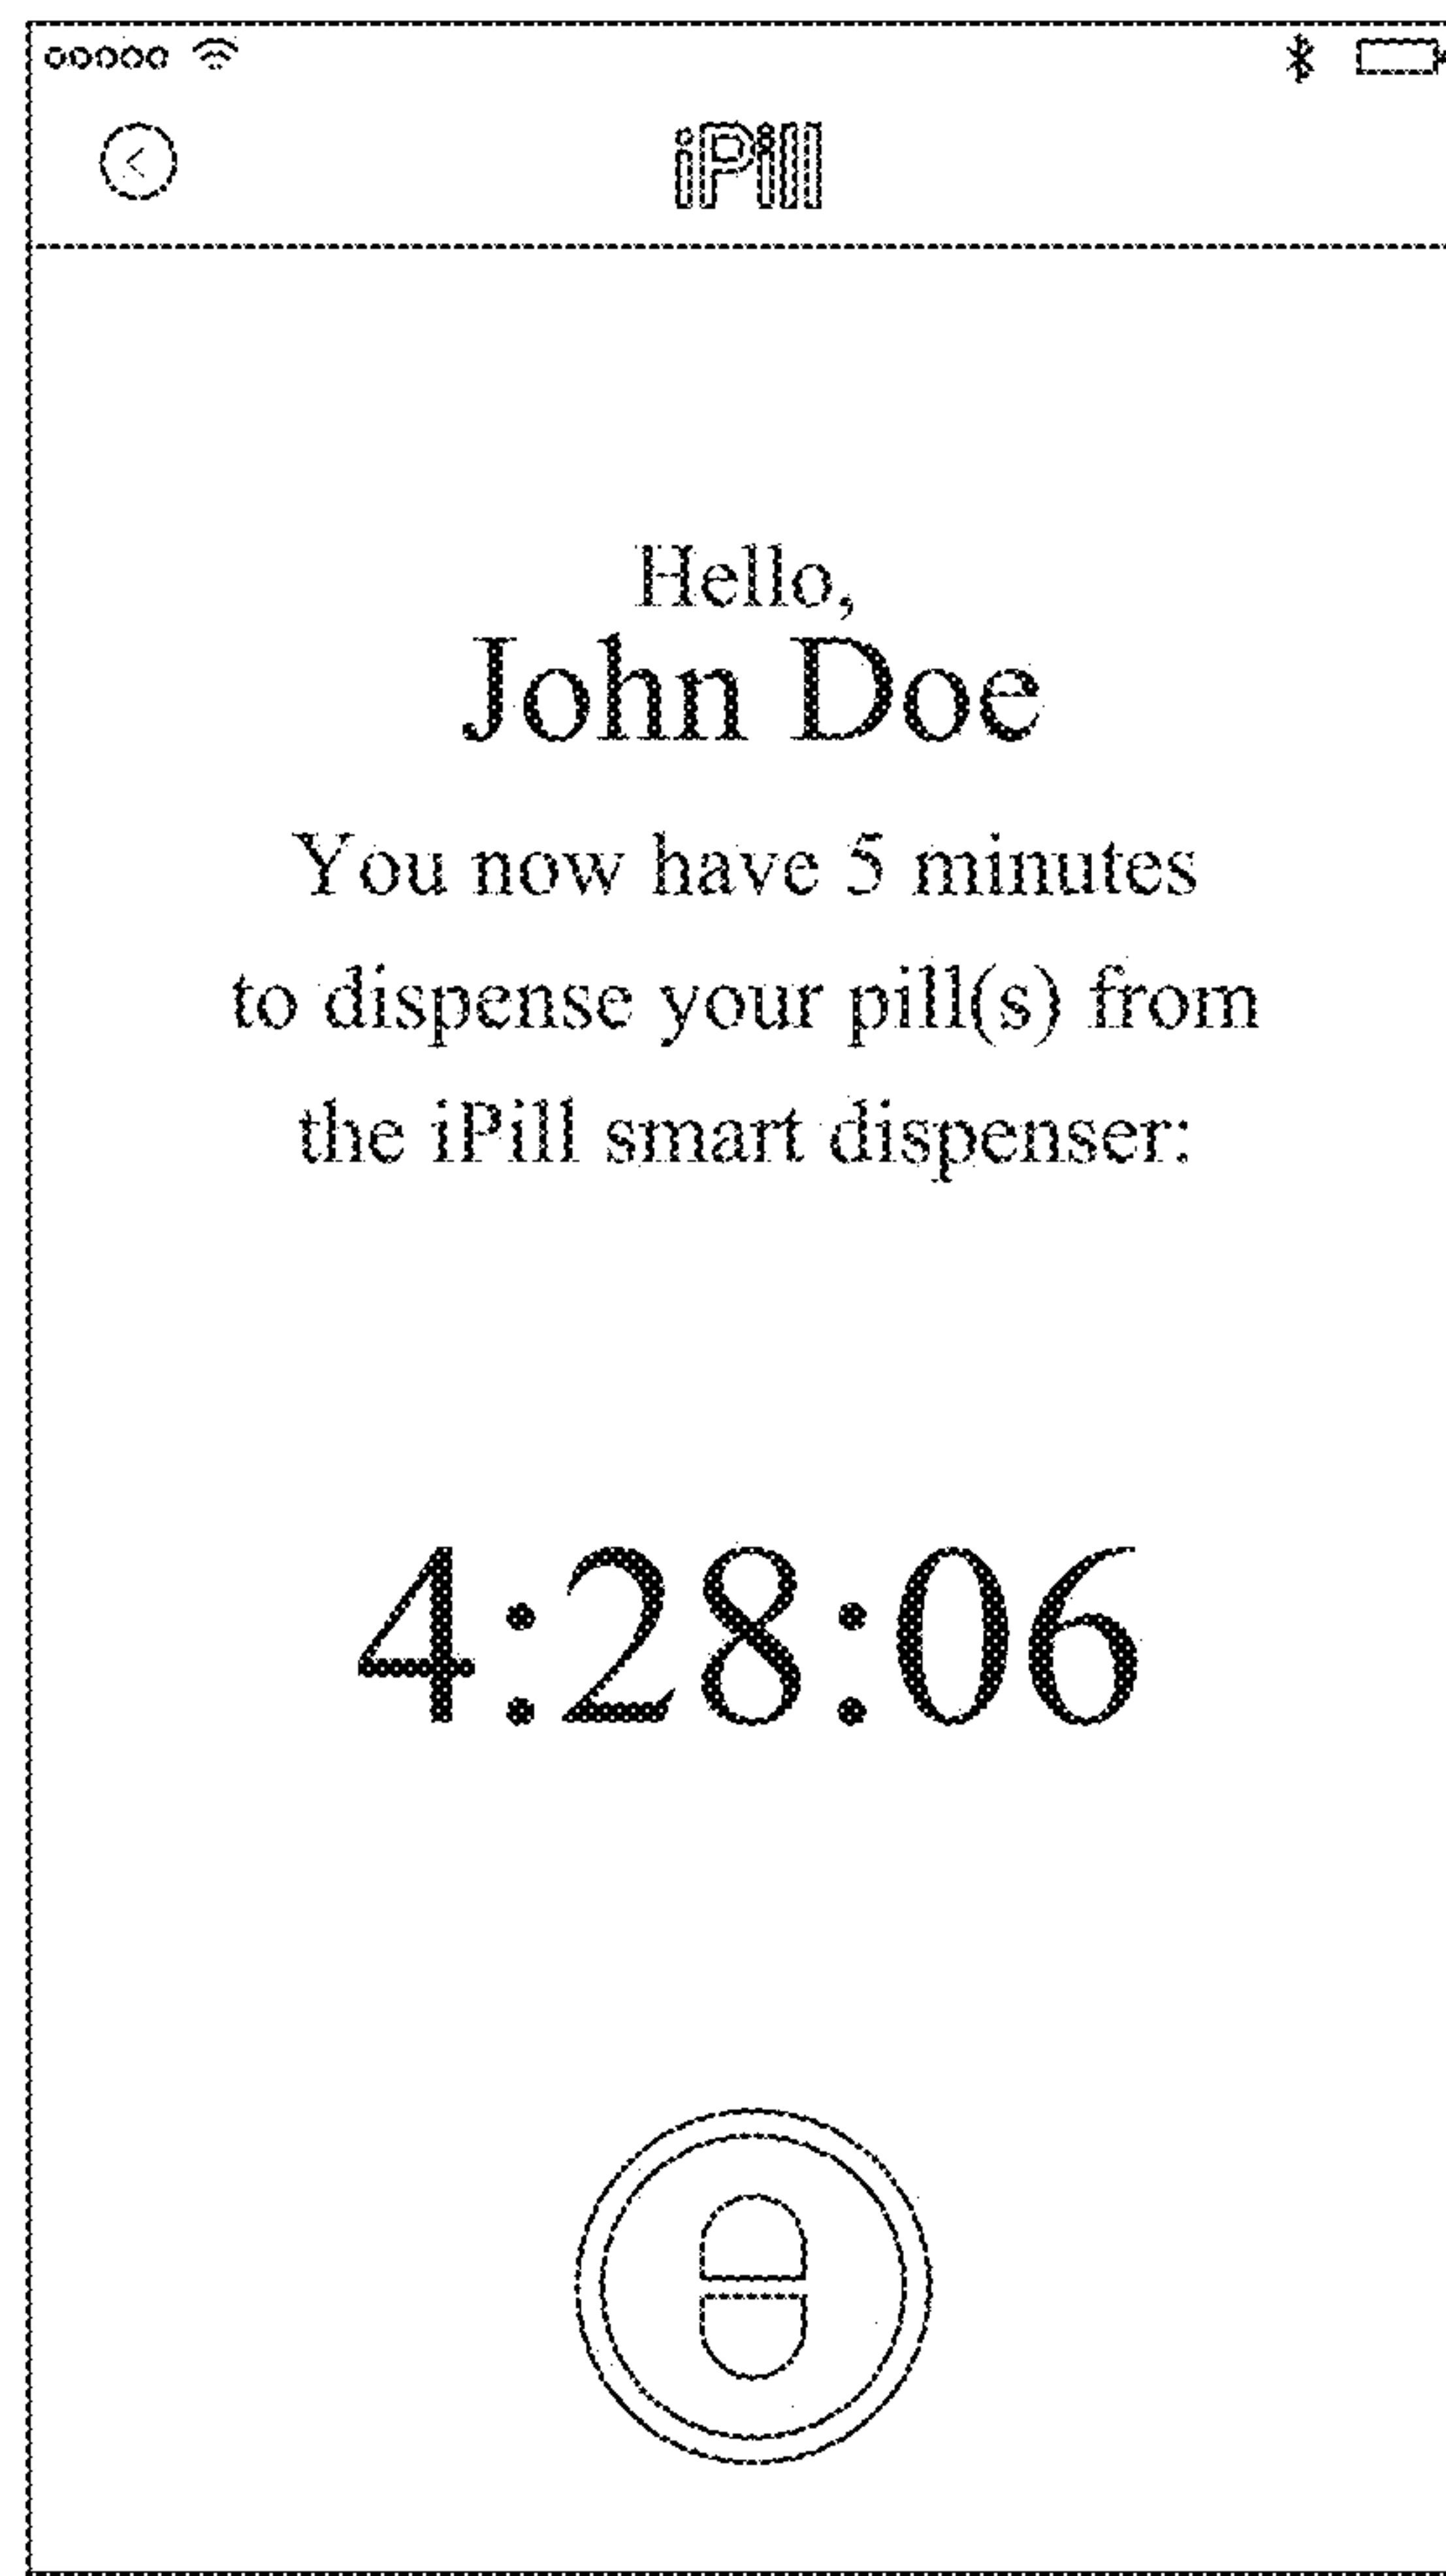 iPill
Hello,
John Doe
You now have 5 minutes
to dispense your pill(s) from
the iPill smart dispenser:
4:28:06